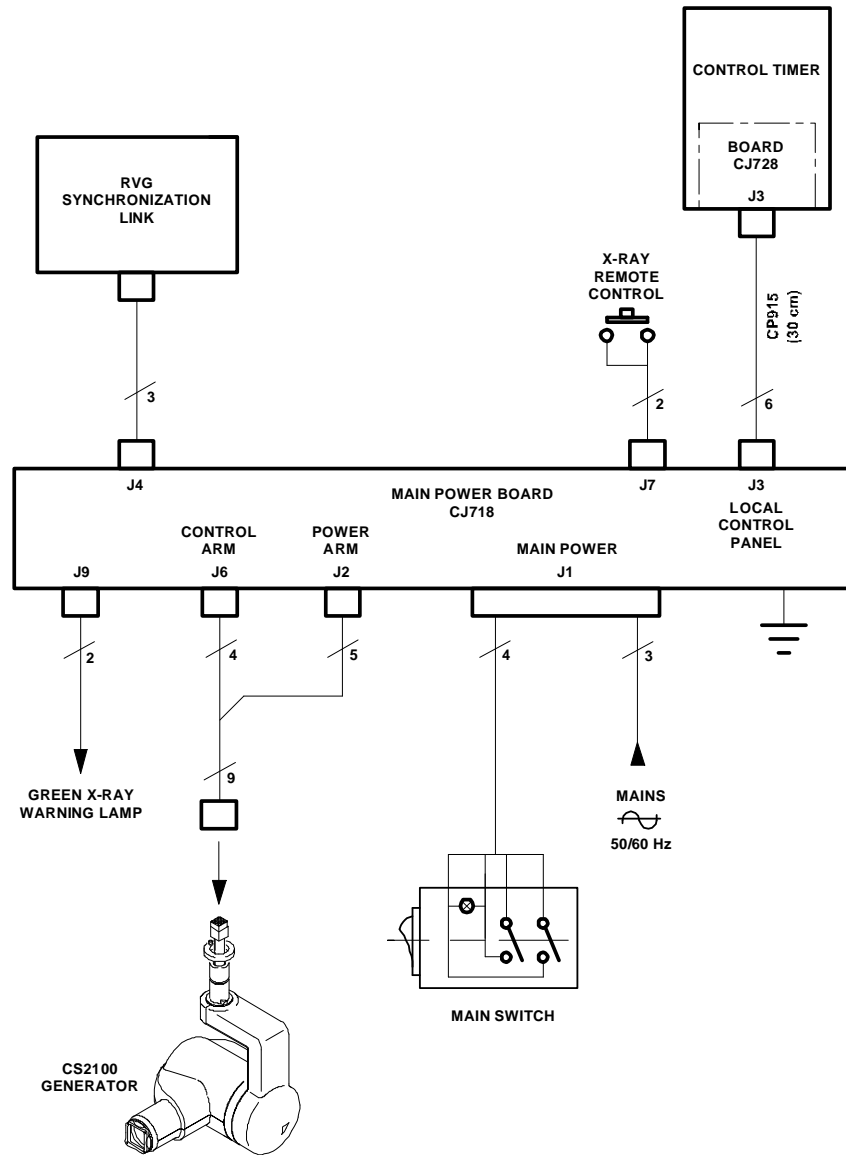 CONTROL TIMER
BOARD
CJ728
J3
RVG
SYNCHRONIZATION
LINK
X-RAY
REMOTE
CONTROL
CP915
(30 cm)
3
2
6
J4
MAIN POWER BOARD
CJ718
J7
J3
LOCAL
CONTROL
PANEL
CONTROL
ARM
J6
POWER
ARM
J2
MAIN POWER
J1
J9
2
4
5
4
3
9
GREEN X-RAY
WARNING LAMP
MAINS
50/60 Hz
MAIN SWITCH
CS2100
GENERATOR